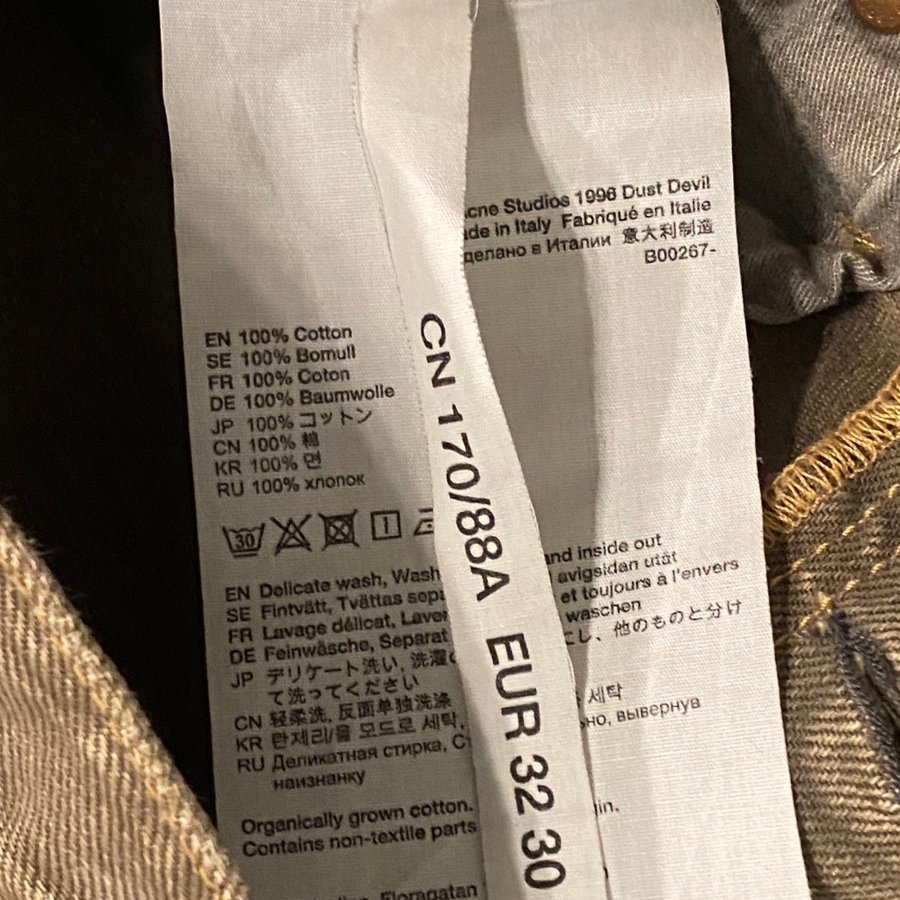 cne Studios 1996 Dust Devil
de in Italy Fabriqué en Italie
делано в Италии 意大利制造
B00267-
EN 100% Cotton
SE 100% Bomull
FR 100% Coton
DE 100% Baumwolle
JP 100% コットン
CN 100% 棉
KR 100% 면
RU 100% хлопок
30
EN Delicate wash, Wash
and inside out
SE Fintvätt, Tvättas sepa
avigsidan utåt
FR Lavage délicat, Laver
et toujours à l'envers
DE Feinwäsche, Separat
waschen
JP デリケート洗い, 洗濯
にし、他のものと分け
て洗ってください
CN 轻柔洗, 反面单独洗涤
KR 란제리/울 모드로 세탁,
세탁
RU Деликатная стирка, С
но, вывернув
наизнанку
Organically grown cotton.
Contains non-textile parts
in.
Floragatan
CN 170/88A EUR 32 30